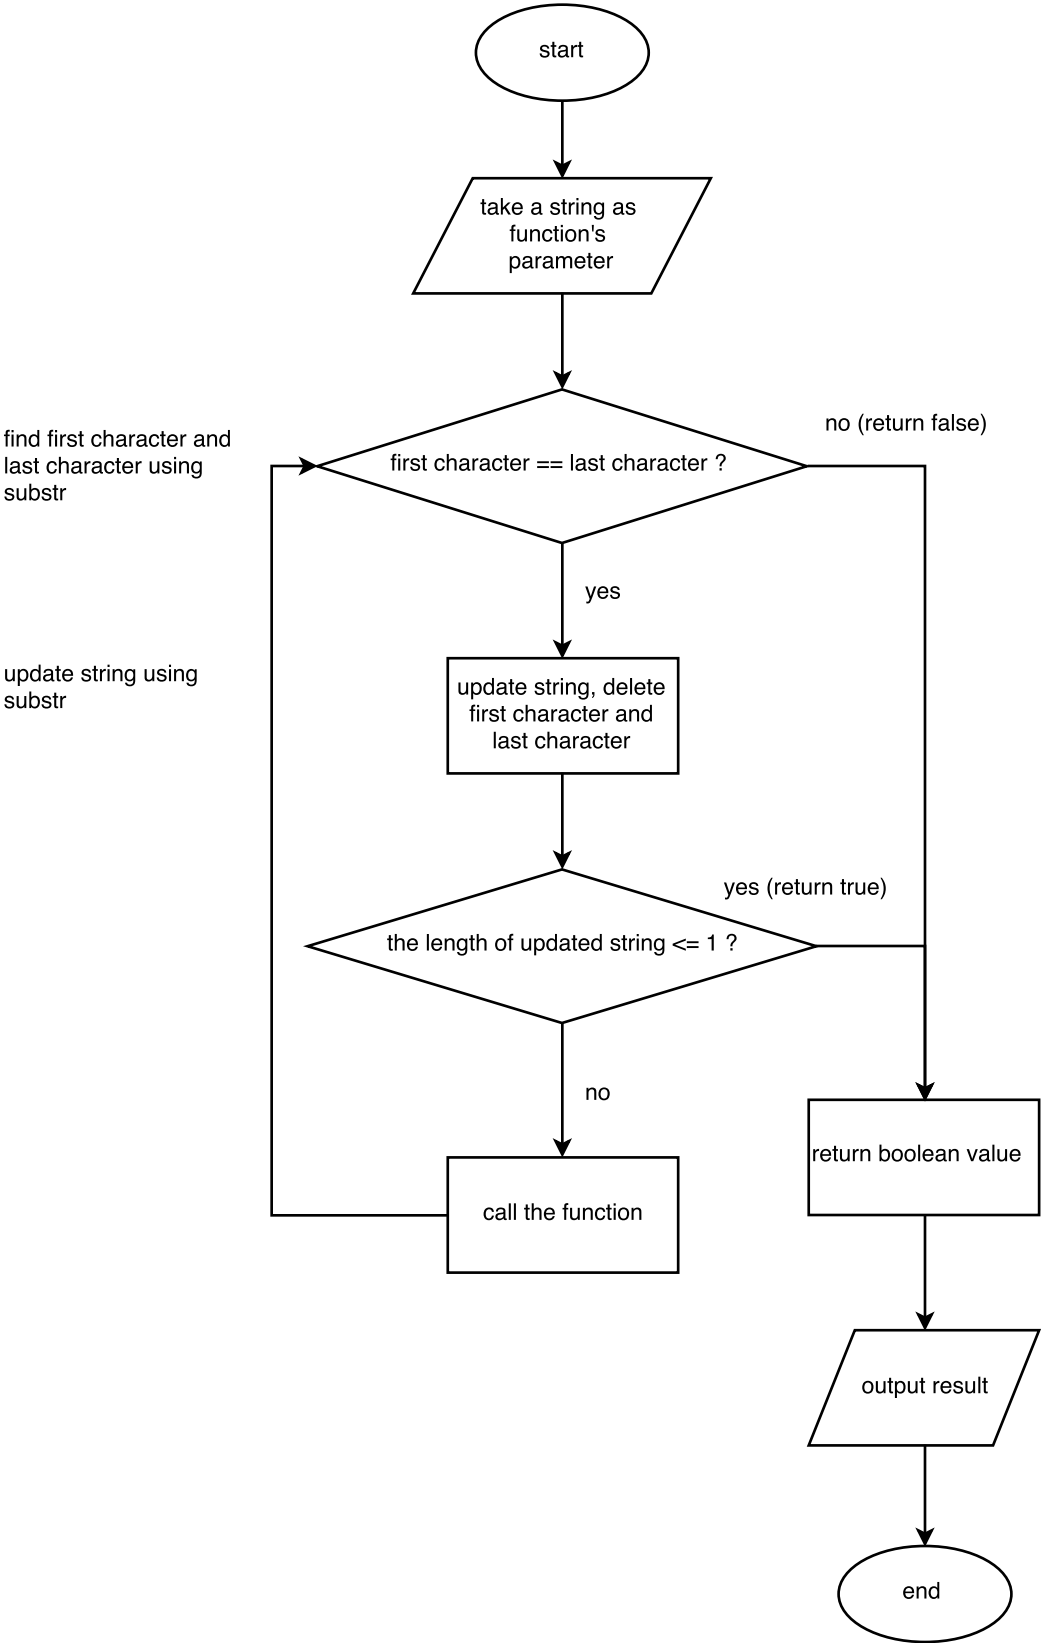 start
take a string as
function's
parameter
no (return false)
find first character and
last character using
substr
first character == last character ?
yes
update string using
substr
update string, delete
first character and
last character
yes (return true)
the length of updated string <= 1 ?
no
return boolean value
call the function
output result
end